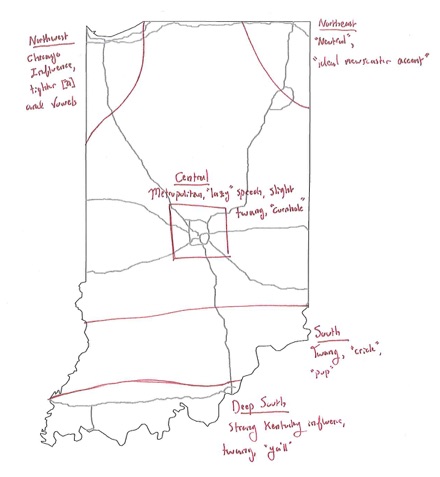 Northwest
Chicago
Influence,
tighter [æ]
and vowels
Northeast
"Neutral",
"ideal newscaster accent"
Central
Metropolitan, "lazy" speech, slight
twang, "cornhole"
South
Twang, "crick",
"pop"
Deep South
strong Kentucky influence,
twang, "ya'll"